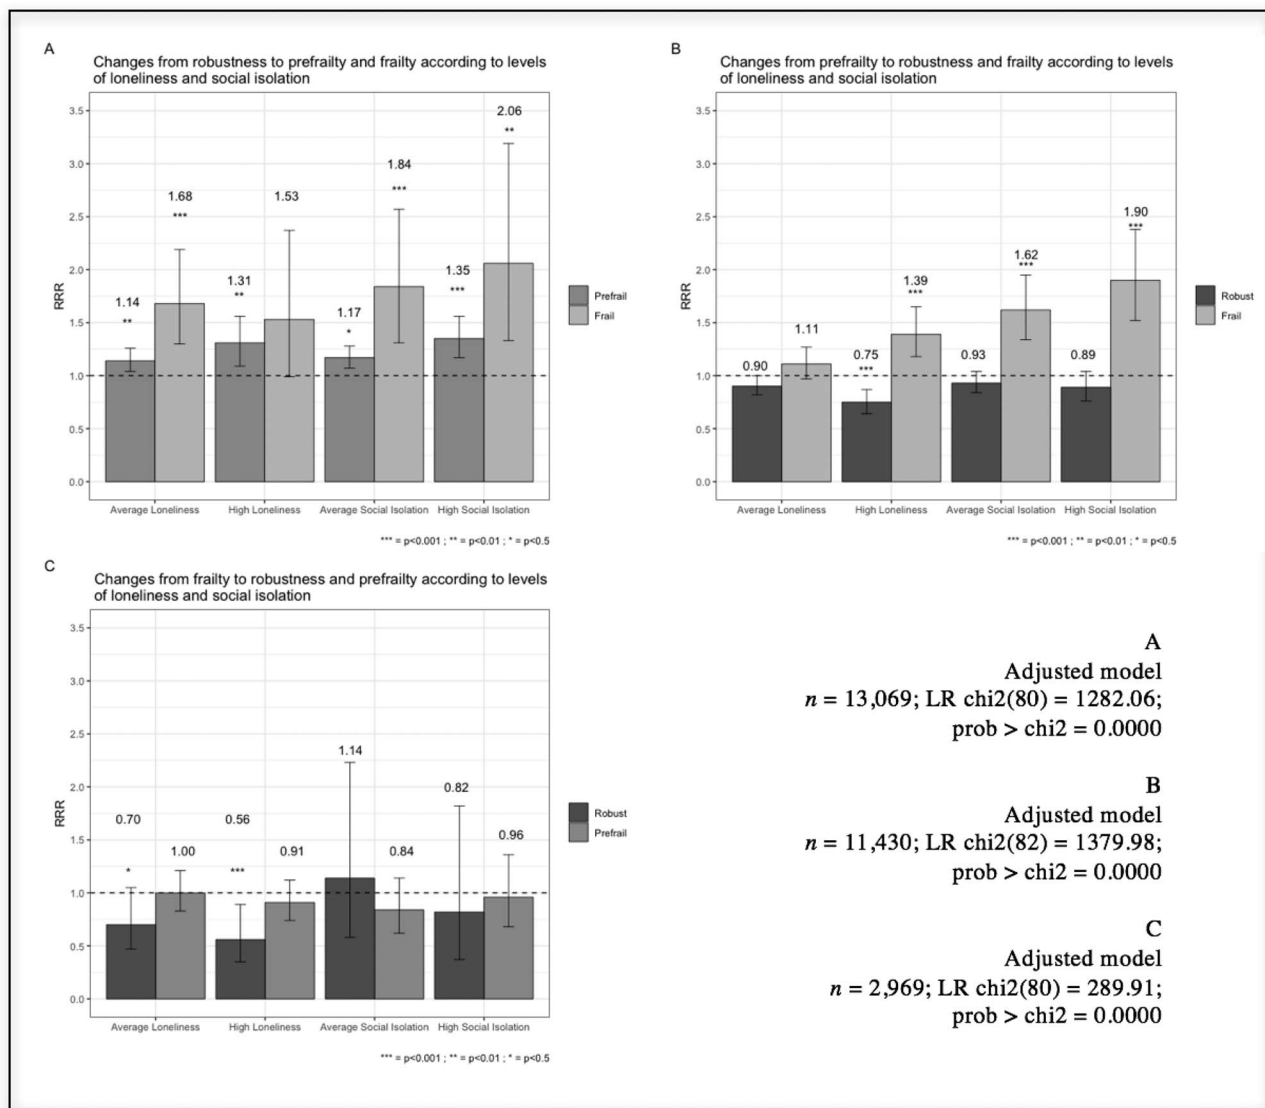 A
Changes from robustness to prefrailty and frailty according to levels
of loneliness and social isolation
3.5
3.0
2.5
2.0
1.5
1.0
0.5
0.0
RRR
1.14
**
1.68
***
1.31
**
1.53
1.17
*
1.84
***
1.35
***
2.06
**
Average Loneliness
High Loneliness
Average Social Isolation
High Social Isolation
Prefrail
Frail
*** = p<0.001 ; ** = p<0.01 ; * = p<0.5
B
Changes from prefrailty to robustness and frailty according to levels
of loneliness and social isolation
3.5
3.0
2.5
2.0
1.5
1.0
0.5
0.0
RRR
0.90
1.11
0.75
***
1.39
***
0.93
1.62
***
0.89
1.90
***
Average Loneliness
High Loneliness
Average Social Isolation
High Social Isolation
Robust
Frail
*** = p<0.001 ; ** = p<0.01 ; * = p<0.5
C
Changes from frailty to robustness and prefrailty according to levels
of loneliness and social isolation
3.5
3.0
2.5
2.0
1.5
1.0
0.5
0.0
RRR
0.70
*
1.00
0.56
***
0.91
1.14
0.84
0.82
0.96
Average Loneliness
High Loneliness
Average Social Isolation
High Social Isolation
Robust
Prefrail
*** = p<0.001 ; ** = p<0.01 ; * = p<0.5
A
Adjusted model
n = 13,069; LR chi2(80) = 1282.06;
prob > chi2 = 0.0000
B
Adjusted model
n = 11,430; LR chi2(82) = 1379.98;
prob > chi2 = 0.0000
C
Adjusted model
n = 2,969; LR chi2(80) = 289.91;
prob > chi2 = 0.0000